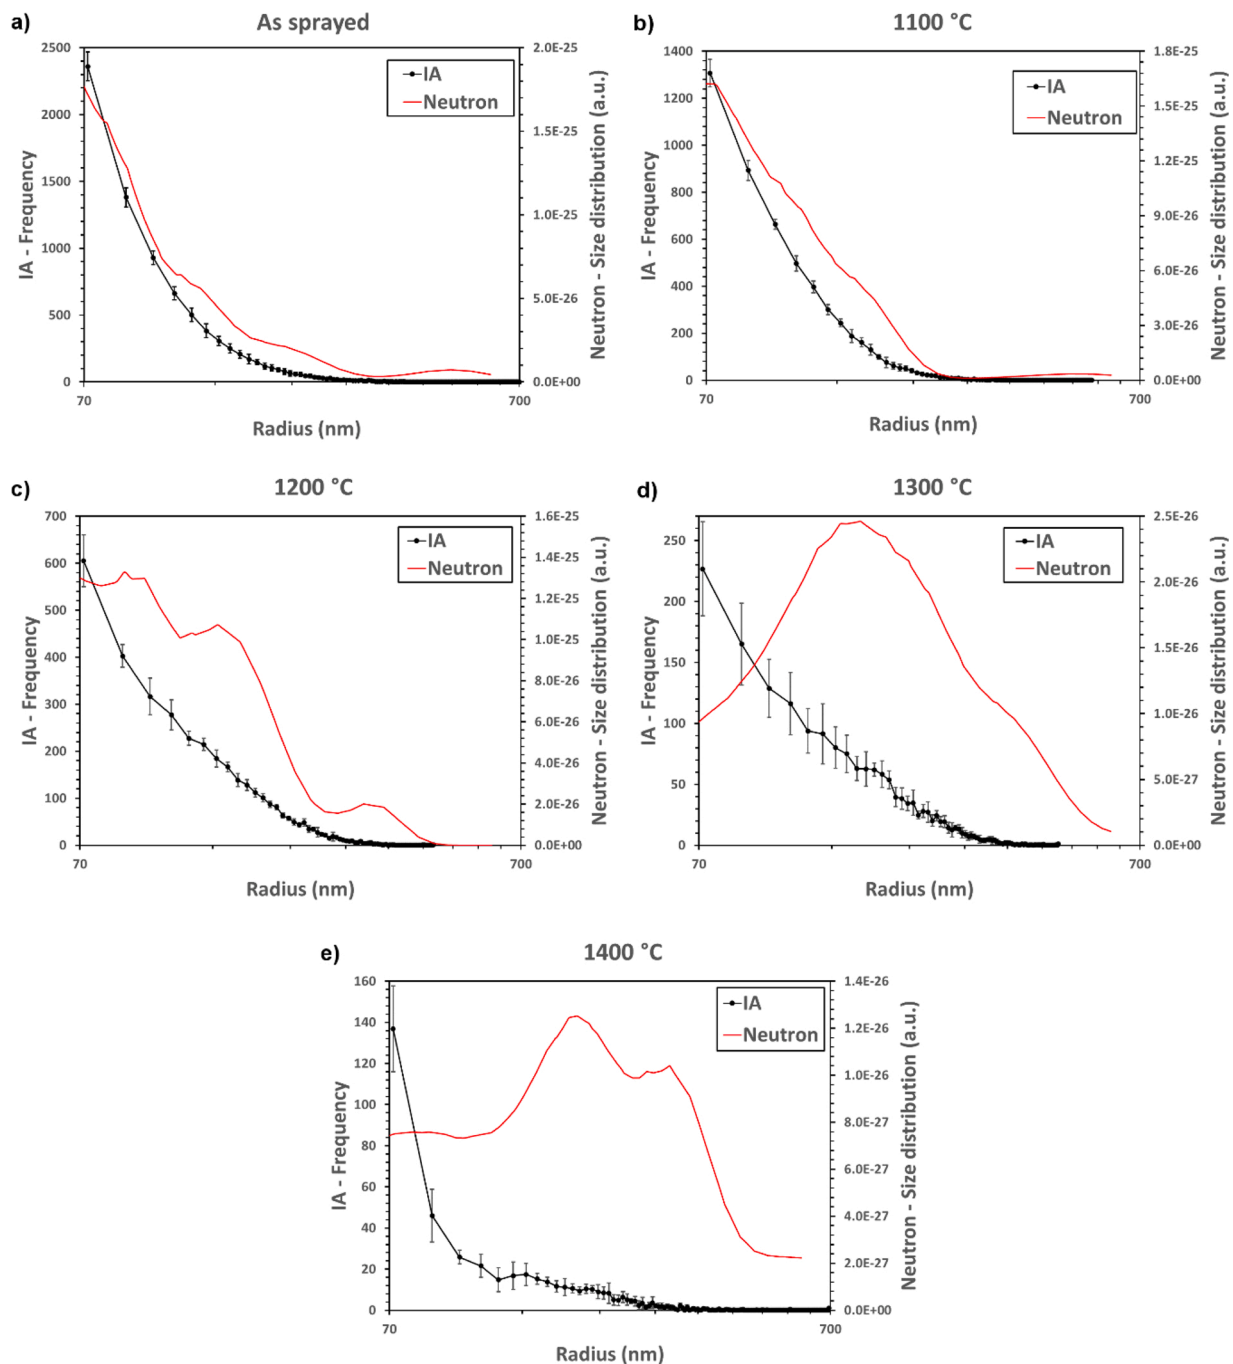 a)
As sprayed
2500
2000
1500
1000
500
0
IA - Frequency
2.0E-25
1.5E-25
1.0E-25
5.0E-26
0.0E+00
Neutron - Size distribution (a.u.)
IA
Neutron
70
700
Radius (nm)
b)
1100 °C
1400
1200
1000
800
600
400
200
0
IA - Frequency
1.8E-25
1.5E-25
1.2E-25
9.0E-26
6.0E-26
3.0E-26
0.0E+00
Neutron - Size distribution (a.u.)
IA
Neutron
70
700
Radius (nm)
c)
1200 °C
700
600
500
400
300
200
100
0
IA - Frequency
1.6E-25
1.4E-25
1.2E-25
1.0E-25
8.0E-26
6.0E-26
4.0E-26
2.0E-26
0.0E+00
Neutron - Size distribution (a.u.)
IA
Neutron
70
700
Radius (nm)
d)
1300 °C
250
200
150
100
50
0
IA - Frequency
2.5E-26
2.0E-26
1.5E-26
1.0E-26
5.0E-27
0.0E+00
Neutron - Size distribution (a.u.)
IA
Neutron
70
700
Radius (nm)
e)
1400 °C
160
140
120
100
80
60
40
20
0
IA - Frequency
1.4E-26
1.2E-26
1.0E-26
8.0E-27
6.0E-27
4.0E-27
2.0E-27
0.0E+00
Neutron - Size distribution (a.u.)
IA
Neutron
70
700
Radius (nm)